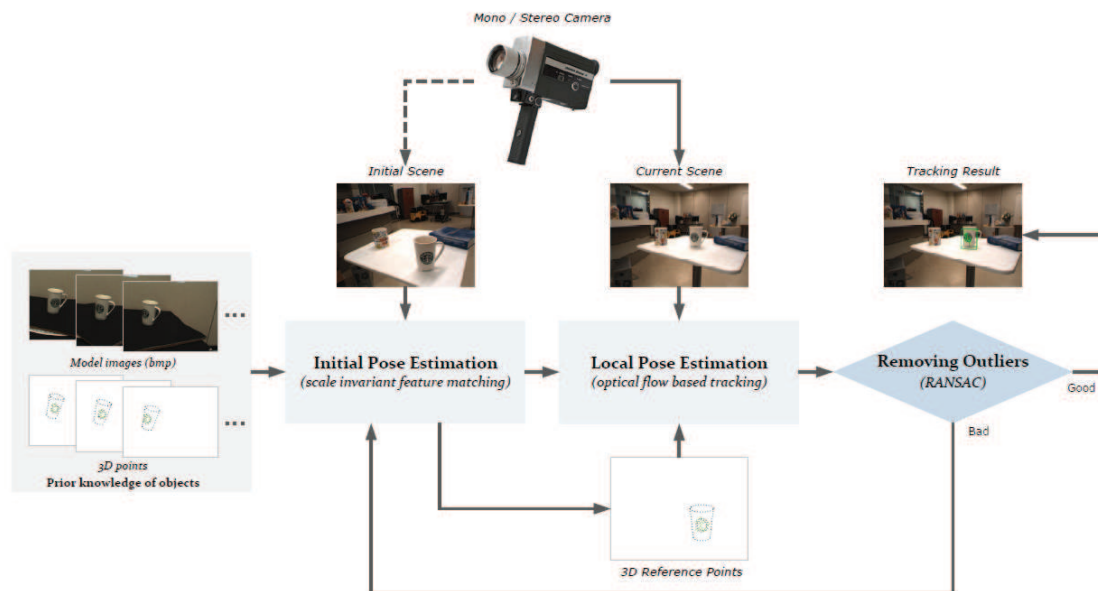 Mono / Stereo Camera
Initial Scene
Current Scene
Tracking Result
...
Model images (bmp)
Initial Pose Estimation
(scale invariant feature matching)
Local Pose Estimation
(optical flow based tracking)
Removing Outliers
(RANSAC)
Good
Bad
...
3D points
Prior knowledge of objects
3D Reference Points